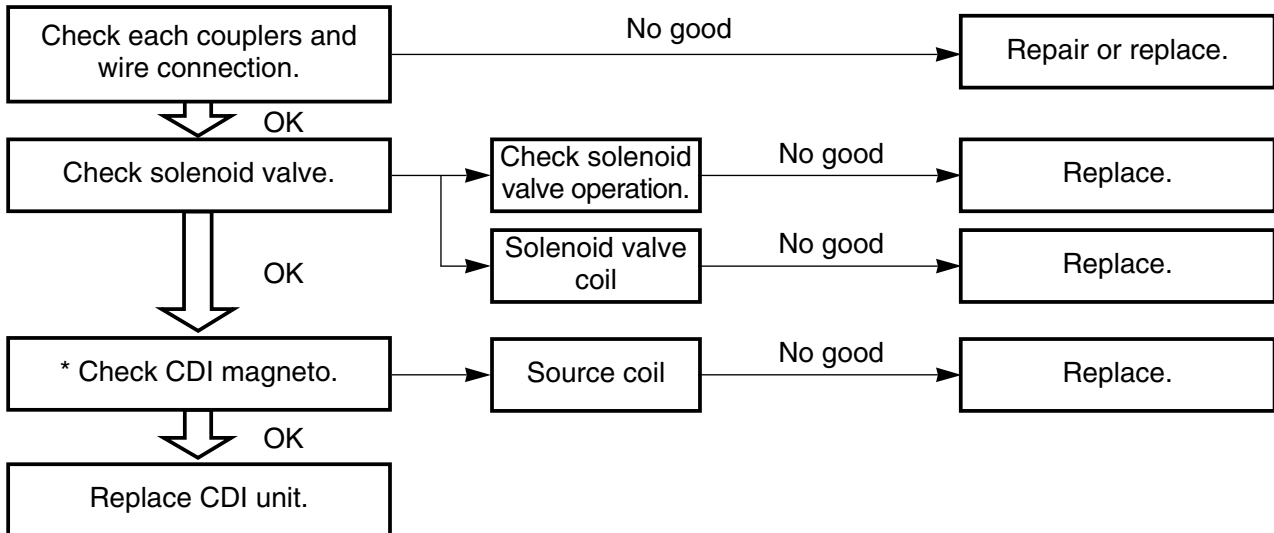 Check each couplers and
wire connection.
No good
Repair or replace.
OK
Check solenoid valve.
Check solenoid
valve operation.
No good
Replace.
Solenoid valve
coil
No good
Replace.
OK
* Check CDI magneto.
Source coil
No good
Replace.
OK
Replace CDI unit.